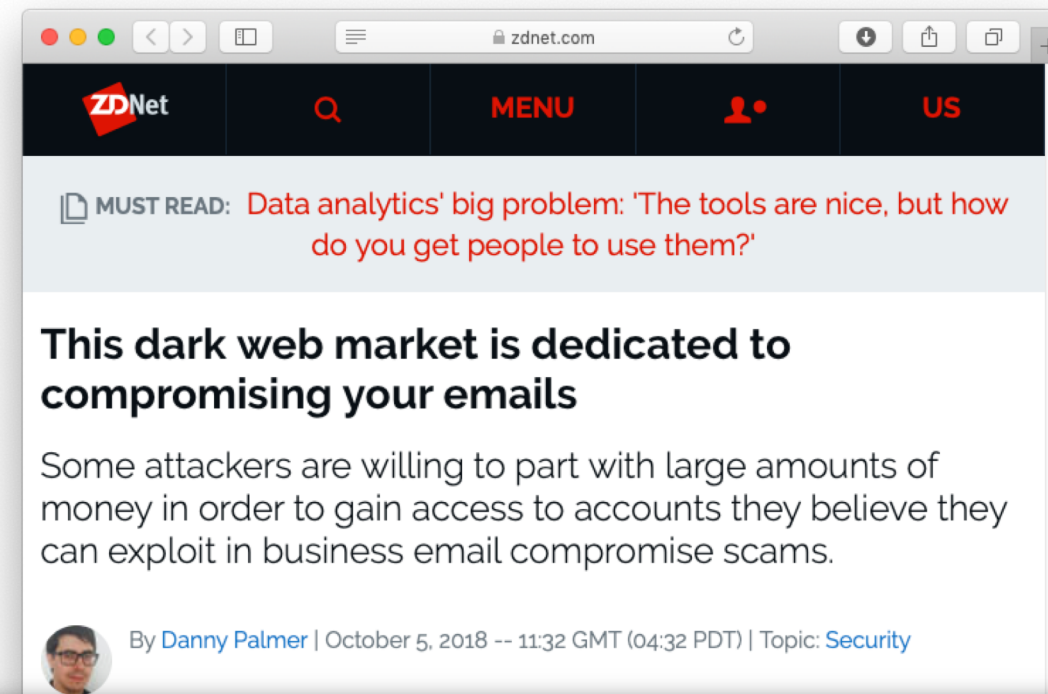 zdnet.com
ZDNet
MENU
US
MUST READ: Data analytics' big problem: 'The tools are nice, but how
do you get people to use them?'
This dark web market is dedicated to
compromising your emails
Some attackers are willing to part with large amounts of
money in order to gain access to accounts they believe they
can exploit in business email compromise scams.
By Danny Palmer | October 5, 2018 -- 11:32 GMT (04:32 PDT) | Topic: Security